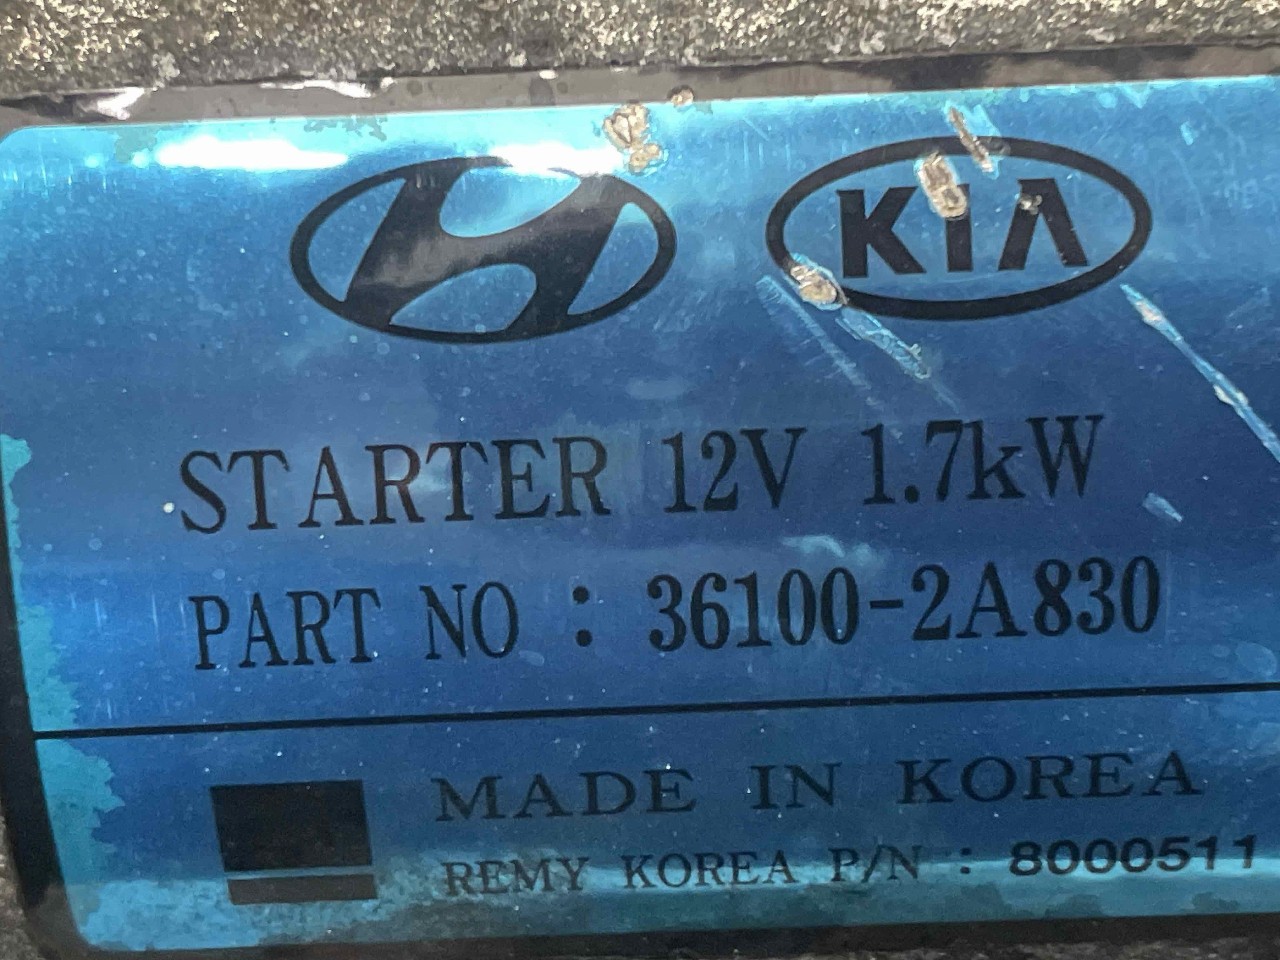 KIA
STARTER 12V 1.7kW
PART NO : 36100-2A830
MADE IN KOREA
REMY KOREA P/N : 8000511